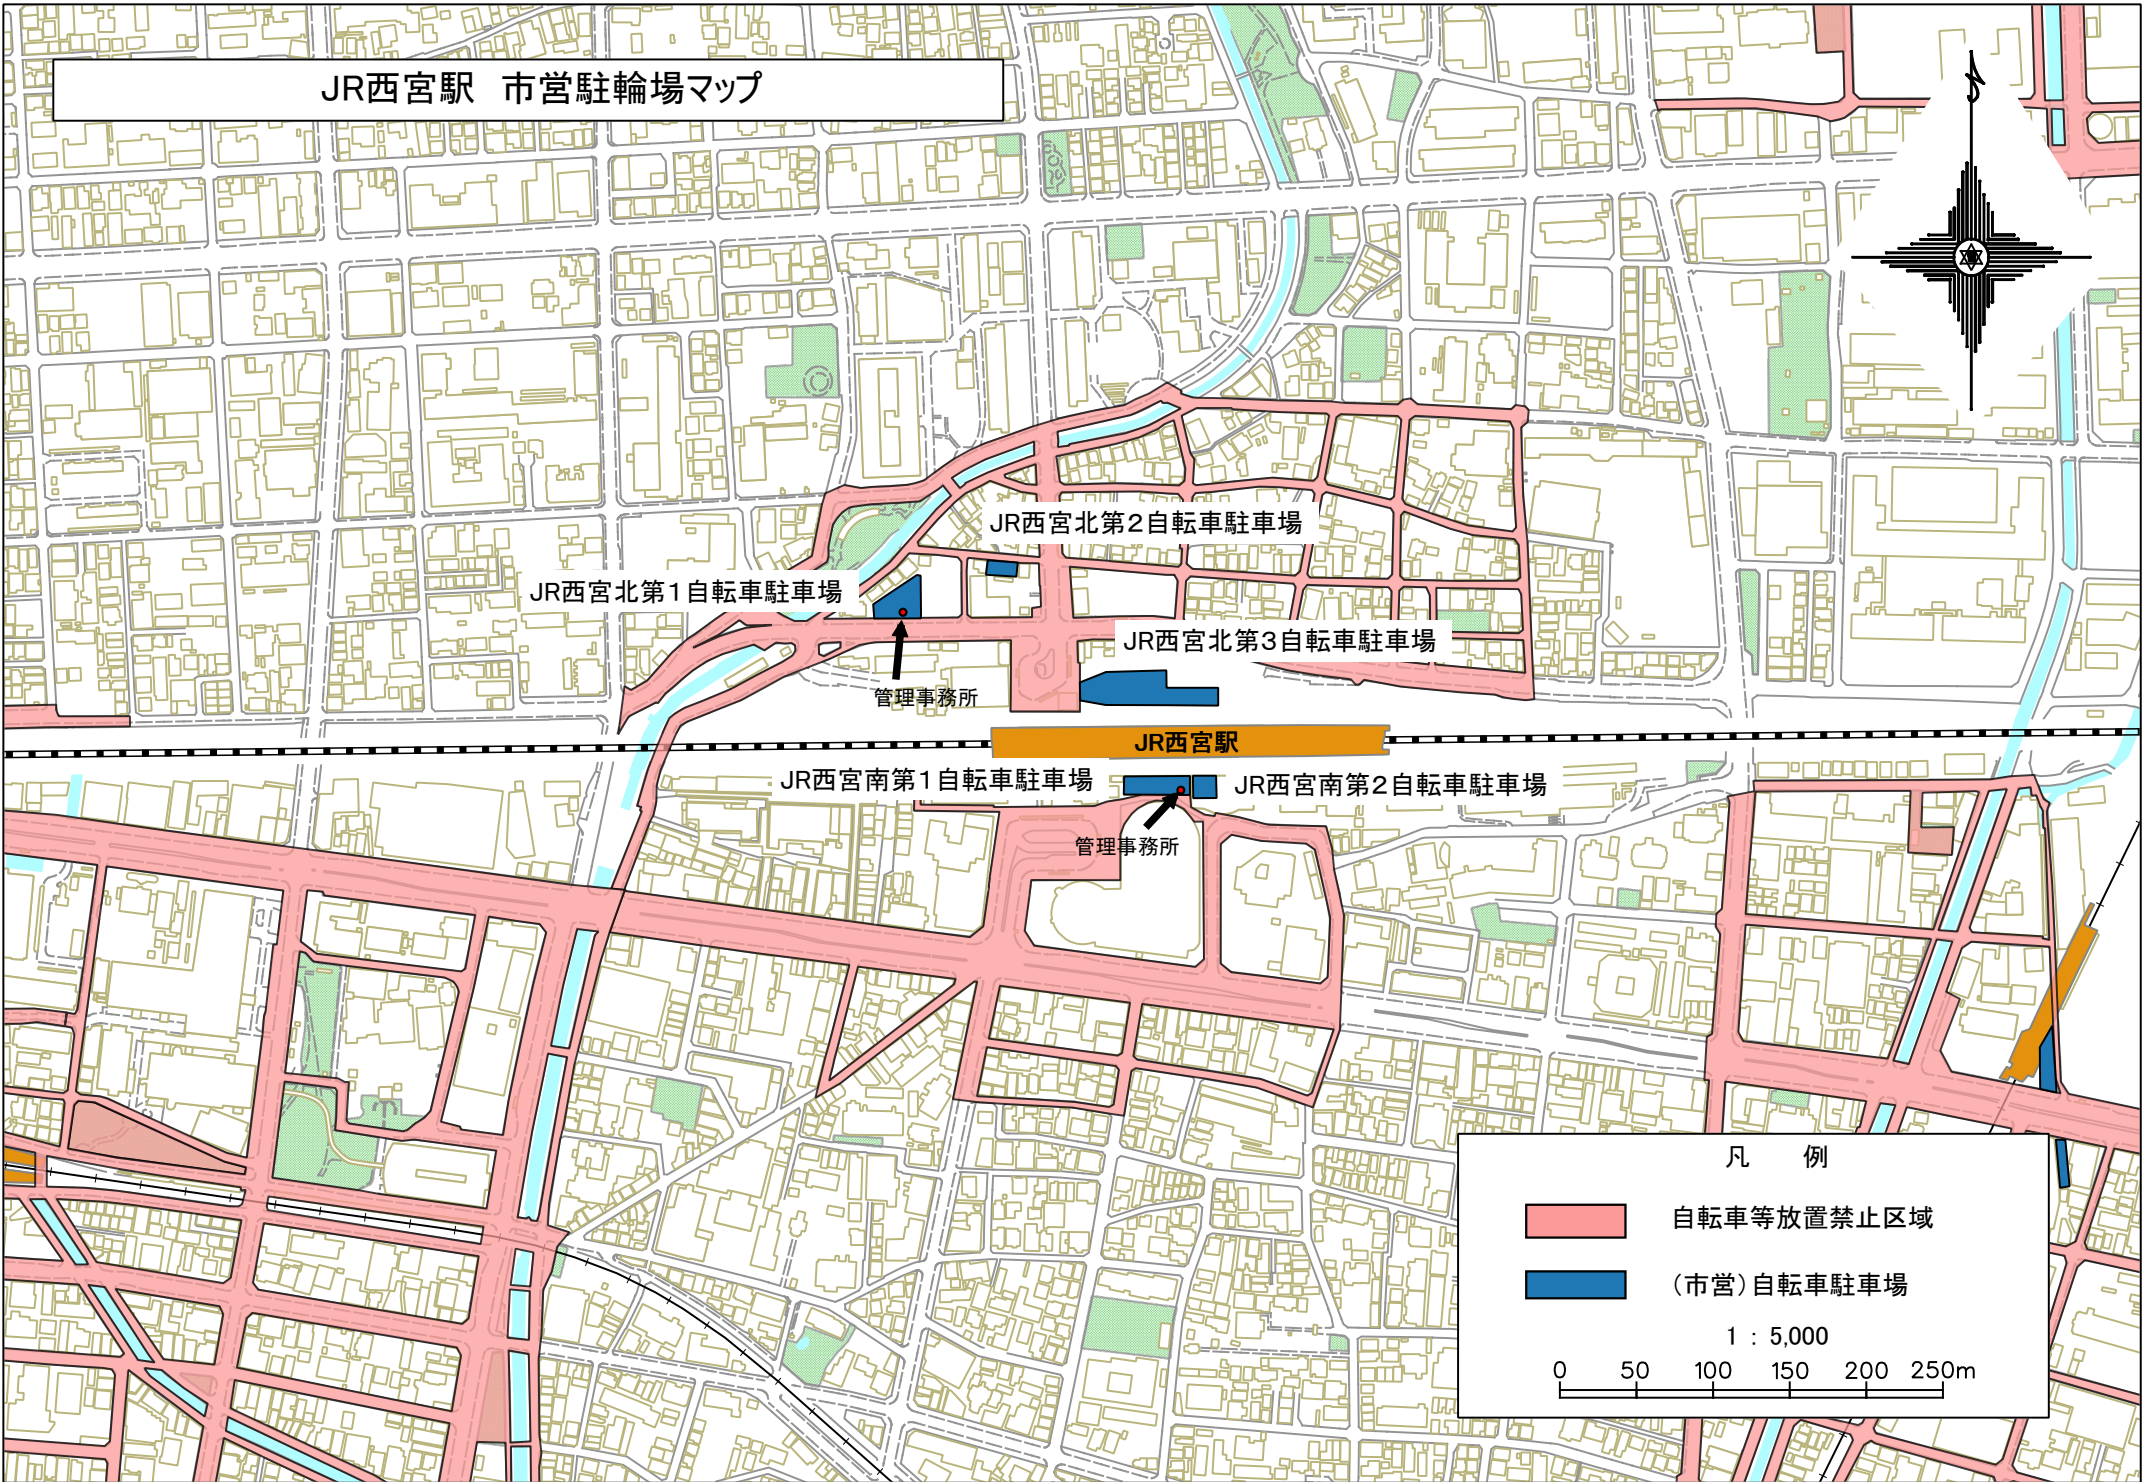 JR西宮駅 市営駐輪場マップ
JR西宮北第2自転車駐車場
JR西宮北第1自転車駐車場
JR西宮北第3自転車駐車場
管理事務所
JR西宮駅
JR西宮南第1自転車駐車場
JR西宮南第2自転車駐車場
管理事務所
凡 例
自転車等放置禁止区域
(市営)自転車駐車場
1 : 5,000
0 50 100 150 200 250m